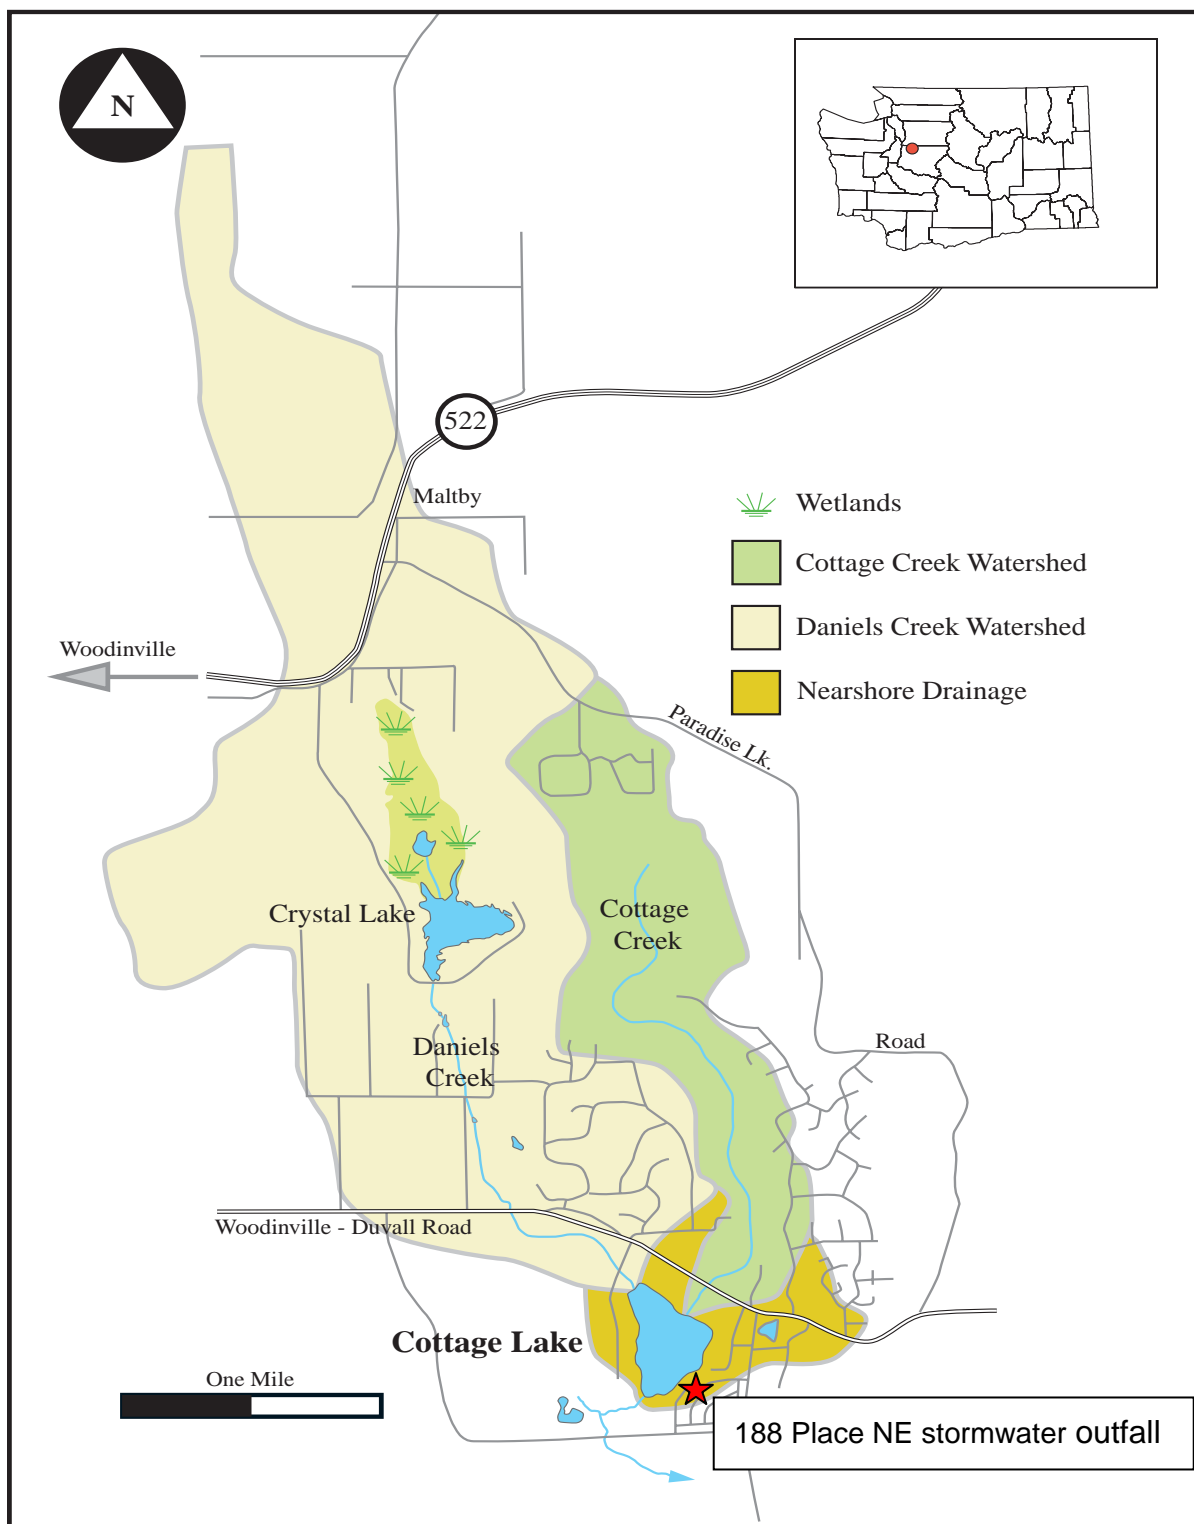 N
522
Maltby
Wetlands
Cottage Creek Watershed
Daniels Creek Watershed
Nearshore Drainage
Woodinville
Paradise Lk.
Crystal Lake
Cottage
Creek
Road
Daniels
Creek
Woodinville - Duvall Road
Cottage Lake
One Mile
188 Place NE stormwater outfall